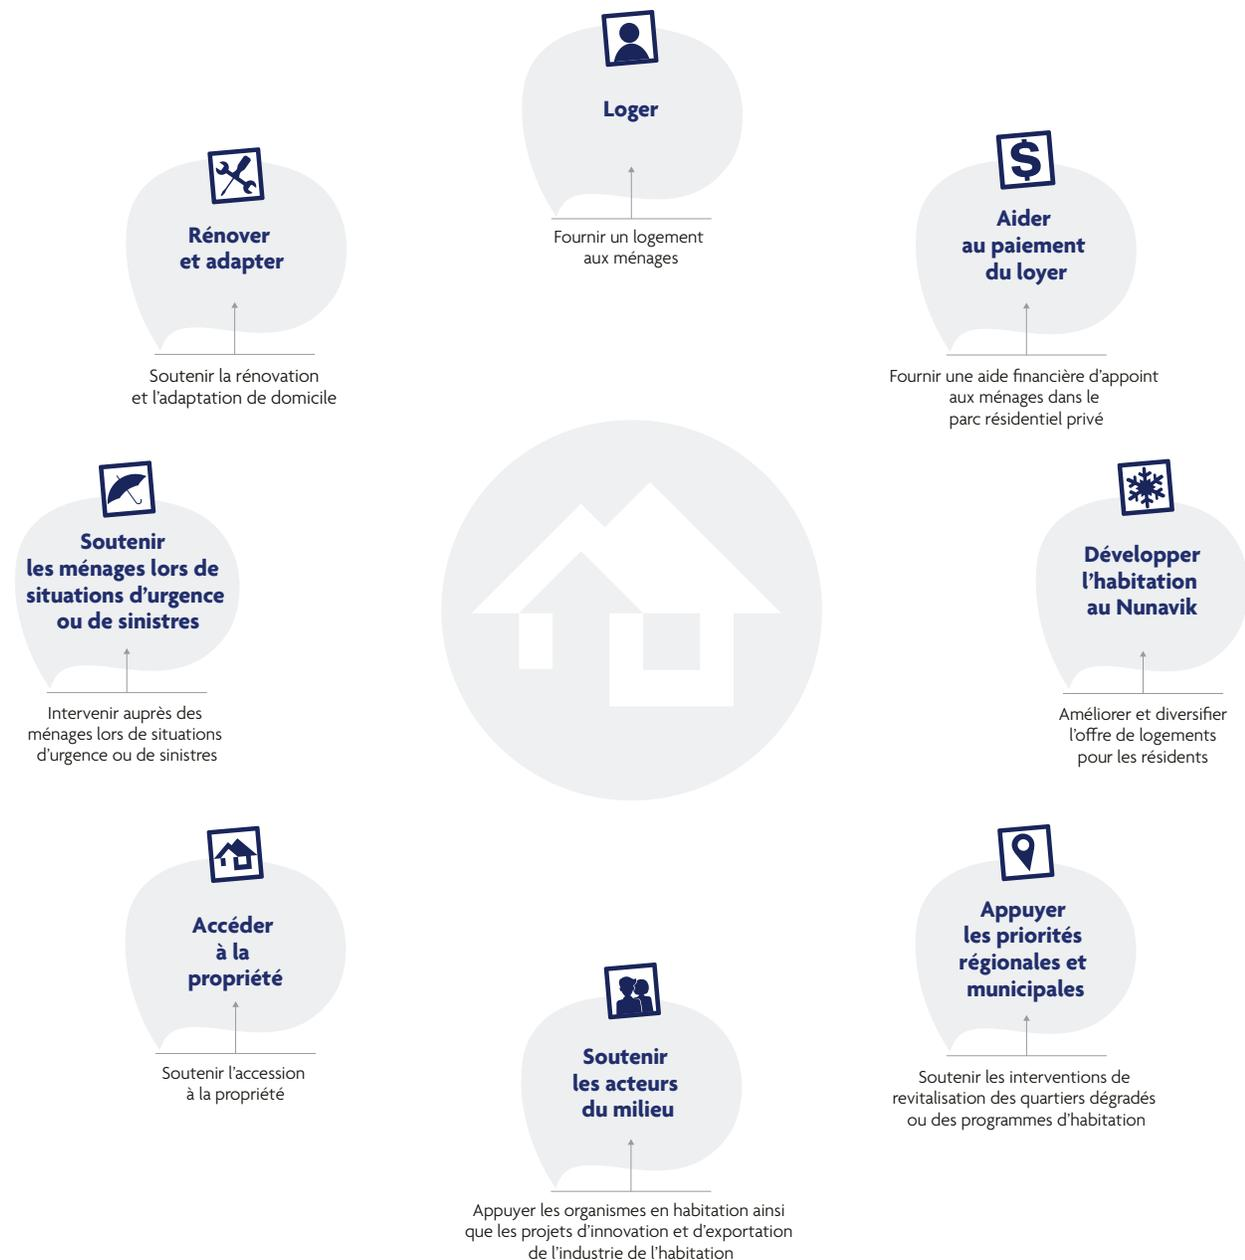 Loger
Fournir un logement
aux ménages
Aider
au paiement
du loyer
Fournir une aide financière d'appoint
aux ménages dans le
parc résidentiel privé
Développer
l'habitation
au Nunavik
Améliorer et diversifier
l'offre de logements
pour les résidents
Appuyer
les priorités
régionales et
municipales
Soutenir les interventions de
revitalisation des quartiers dégradés
ou des programmes d'habitation
Soutenir
les acteurs
du milieu
Appuyer les organismes en habitation ainsi
que les projets d'innovation et d'exportation
de l'industrie de l'habitation
Accéder
à la
propriété
Soutenir l'accession
à la propriété
Soutenir
les ménages lors de
situations d'urgence
ou de sinistres
Intervenir auprès des
ménages lors de situations
d'urgence ou de sinistres
Rénover
et adapter
Soutenir la rénovation
et l'adaptation de domicile